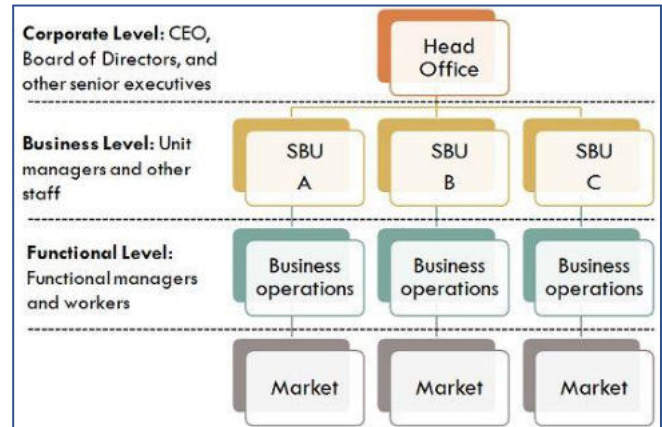 Corporate Level: CEO,
Board of Directors, and
other senior executives
Head
Office
Business Level: Unit
managers and other
staff
SBU
A
SBU
B
SBU
C
Functional Level:
Functional managers
and workers
Business
operations
Business
operations
Business
operations
Market
Market
Market